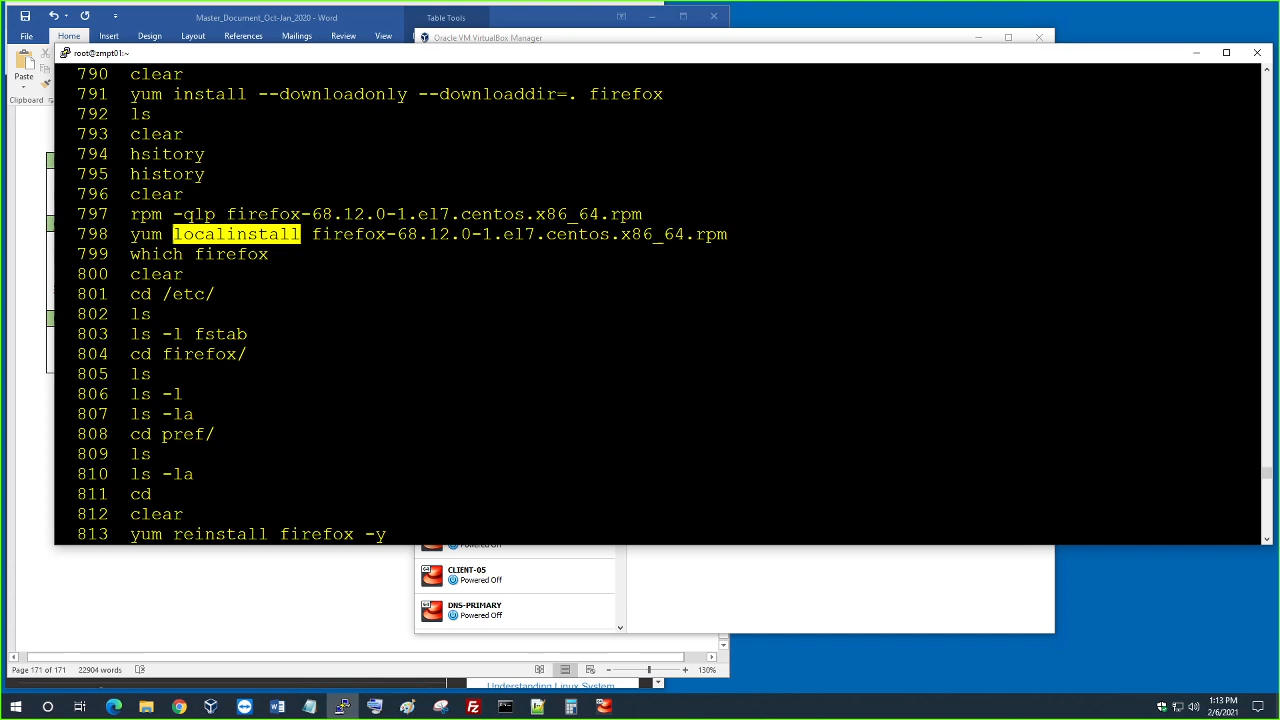 Master_Document_Oct-Jan_2020 - Word
Table Tools
File
Home
Insert
Design
Layout
References
Mailings
Review
View
Oracle VM VirtualBox Manager
Paste
Clipboard
root@zmpt01:~
790 clear
791 yum install --downloadonly --downloaddir=. firefox
792 ls
793 clear
794 hsitory
795 history
796 clear
797 rpm -qlp firefox-68.12.0-1.el7.centos.x86_64.rpm
798 yum localinstall firefox-68.12.0-1.el7.centos.x86_64.rpm
799 which firefox
800 clear
801 cd /etc/
802 ls
803 ls -l fstab
804 cd firefox/
805 ls
806 ls -l
807 ls -la
808 cd pref/
809 ls
810 ls -la
811 cd
812 clear
813 yum reinstall firefox -y
Powered Off
CLIENT-05
Powered Off
DNS-PRIMARY
Powered Off
Page 171 of 171
22904 words
130%
Understanding Linux System
1:13 PM
2/6/2021